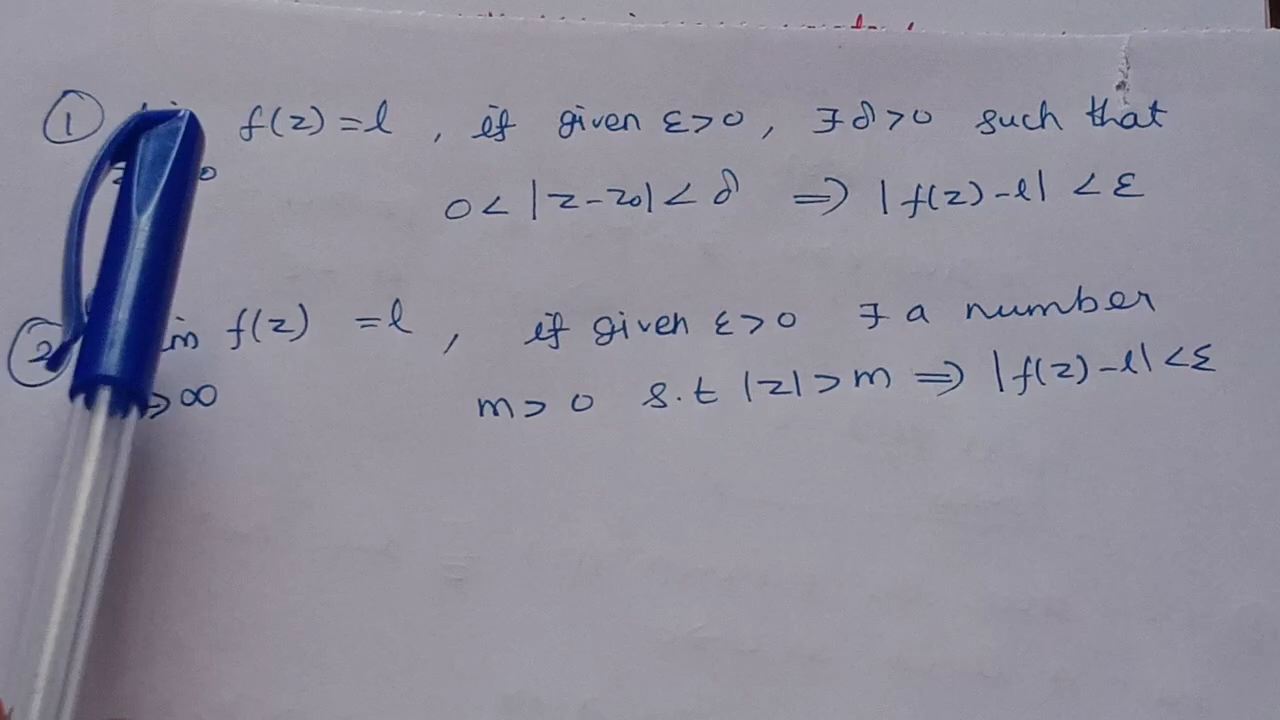 ① f(z) = l , if given ε>0, ∃ δ>0 such that
0 < |z-z0| < δ ⇒ |f(z)-l| < ε
② f(z) = l , if given ε>0 ∃ a number
→ ∞ m > 0 s.t |z| > m ⇒ |f(z)-l| < ε